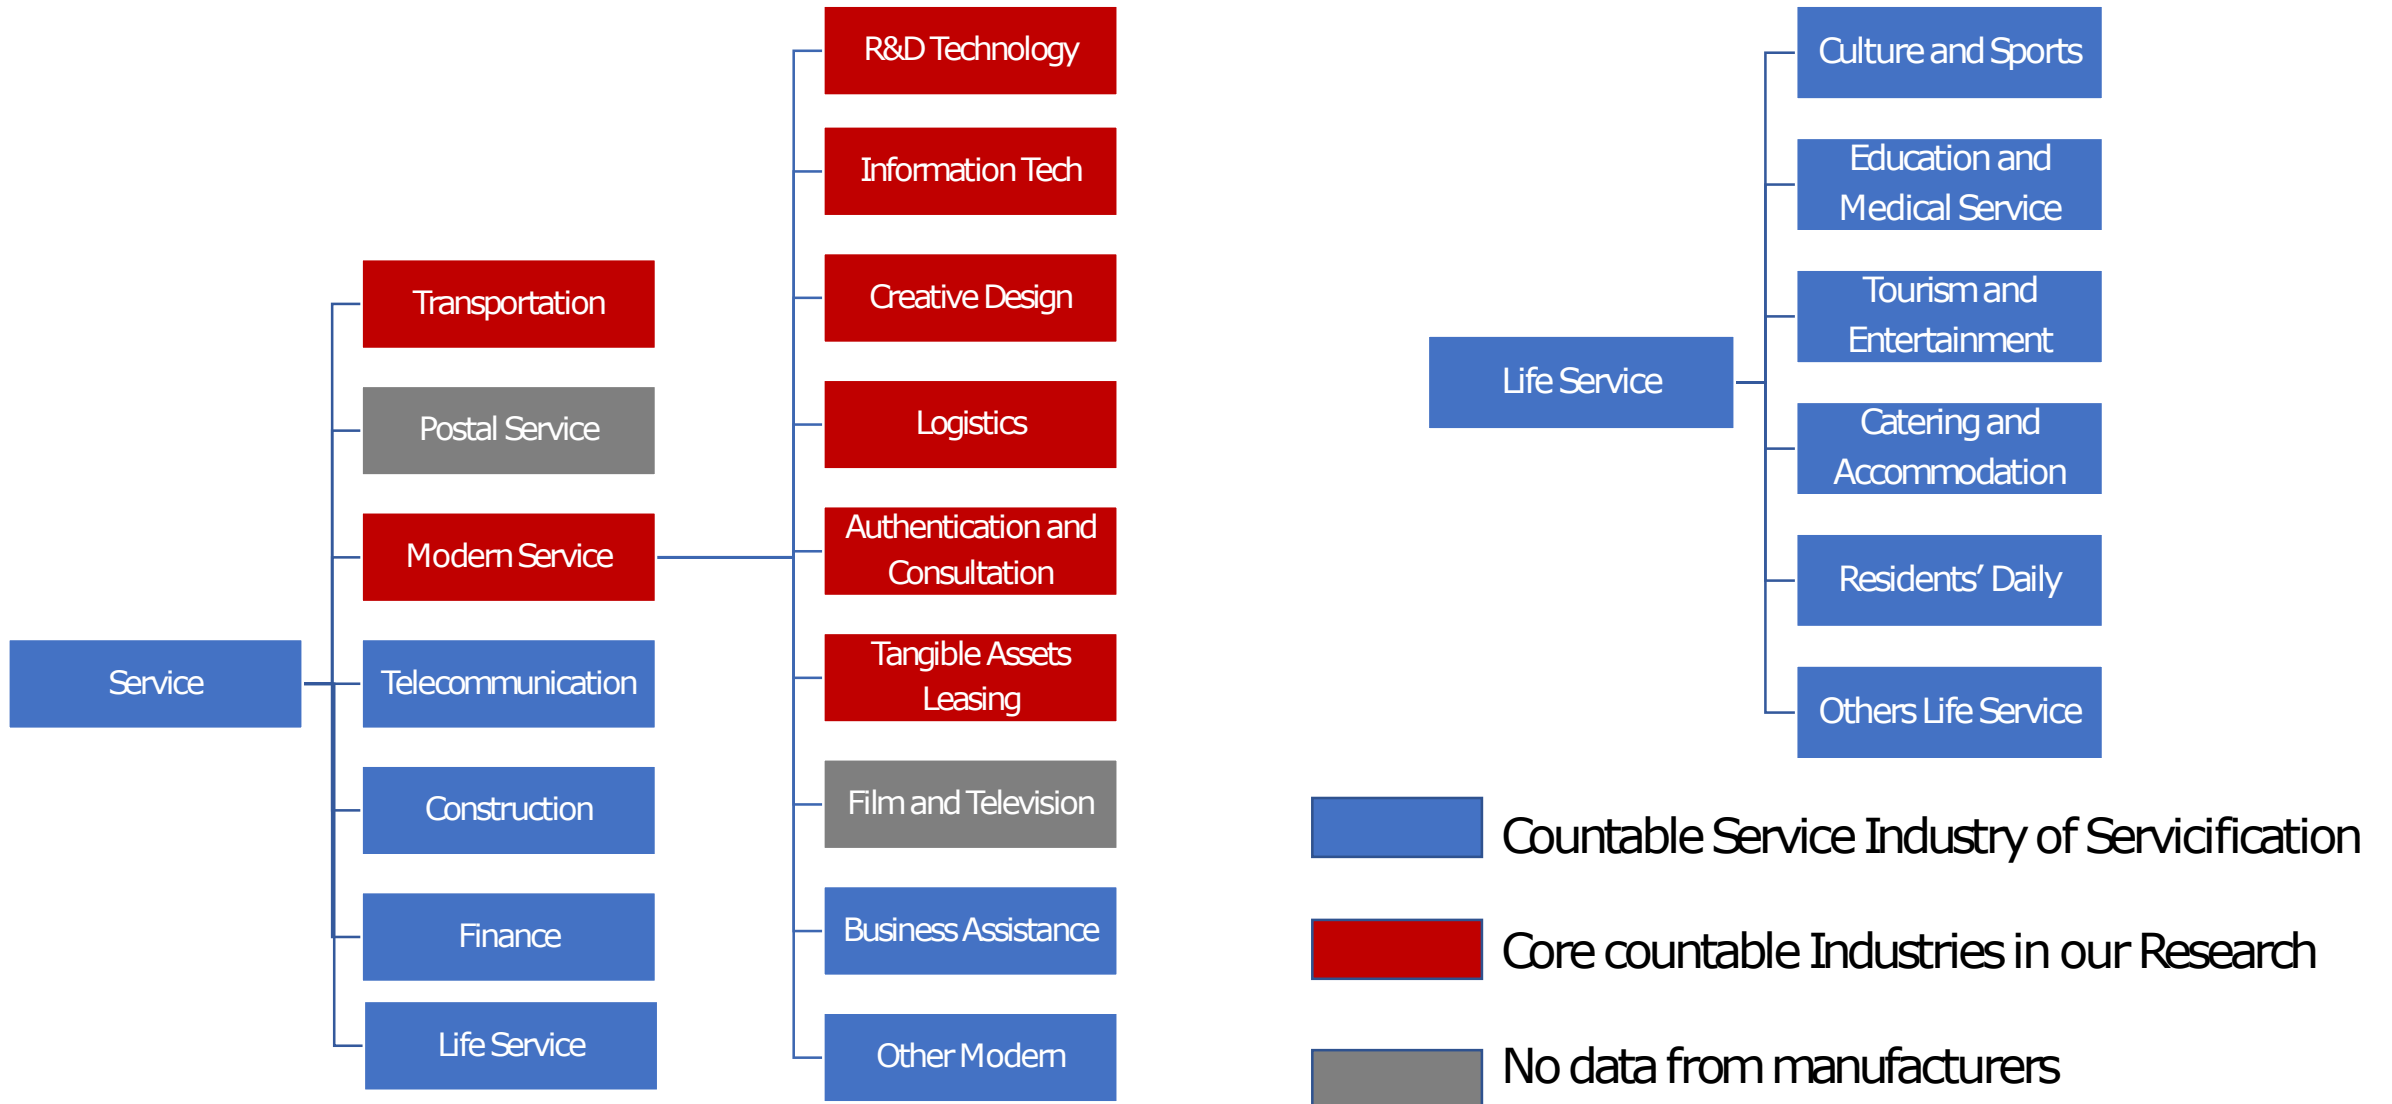 Service
Transportation
Postal Service
Modern Service
Telecommunication
Construction
Finance
Life Service
R&D Technology
Information Tech
Creative Design
Logistics
Authentication and
Consultation
Tangible Assets
Leasing
Film and Television
Business Assistance
Other Modern
Life Service
Culture and Sports
Education and
Medical Service
Tourism and
Entertainment
Catering and
Accommodation
Residents’ Daily
Others Life Service
Countable Service Industry of Servicification
Core countable Industries in our Research
No data from manufacturers